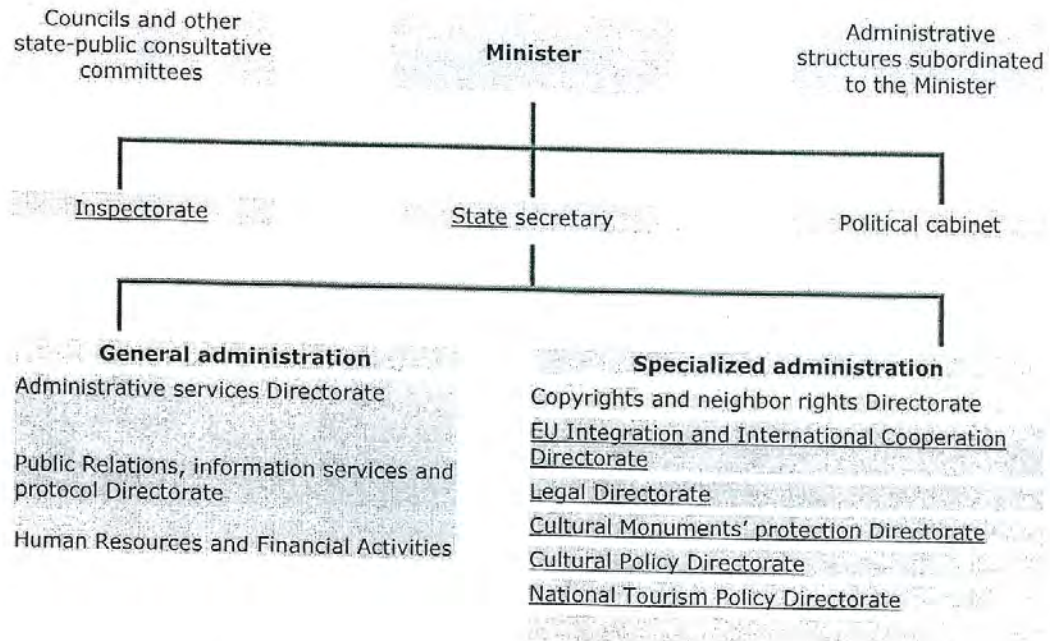 Councils and other
state-public consultative
committees
Minister
Administrative
structures subordinated
to the Minister
Inspectorate
State secretary
Political cabinet
General administration
Administrative services Directorate
Public Relations, information services and
protocol Directorate
Human Resources and Financial Activities
Specialized administration
Copyrights and neighbor rights Directorate
EU Integration and International Cooperation
Directorate
Legal Directorate
Cultural Monuments' protection Directorate
Cultural Policy Directorate
National Tourism Policy Directorate